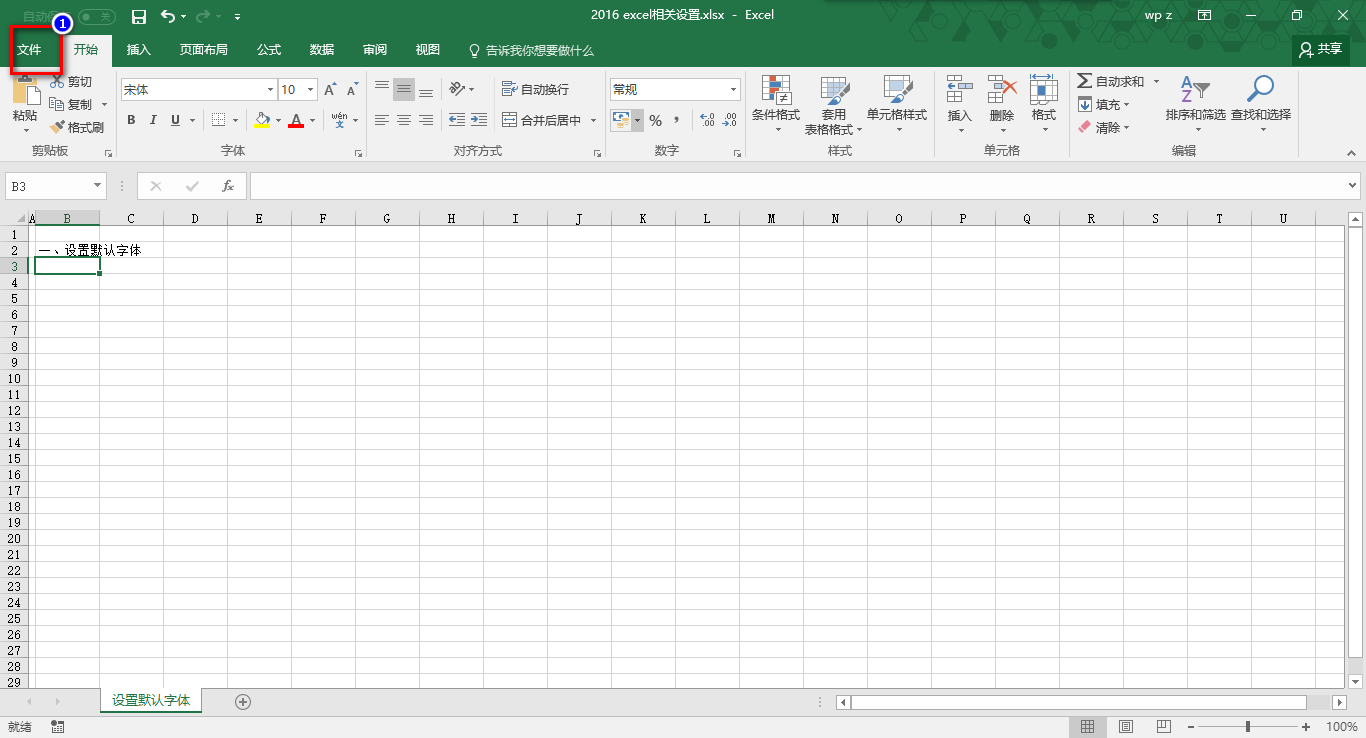 自动保存 关 2016 excel相关设置.xlsx - Excel wp z
1
文件 开始 插入 页面布局 公式 数据 审阅 视图 告诉我你想要做什么 共享
粘贴 剪切 复制 格式刷
宋体 10 A A
B I U A wén 文
自动换行
合并后居中
常规
% , .00 .0
条件格式 套用 表格格式 单元格样式
插入 删除 格式
自动求和 填充 清除
排序和筛选 查找和选择
剪贴板 字体 对齐方式 数字 样式 单元格 编辑
B3 fx
A B C D E F G H I J K L M N O P Q R S T U
1
2 一、设置默认字体
3
4
5
6
7
8
9
10
11
12
13
14
15
16
17
18
19
20
21
22
23
24
25
26
27
28
29
设置默认字体
就绪 100%